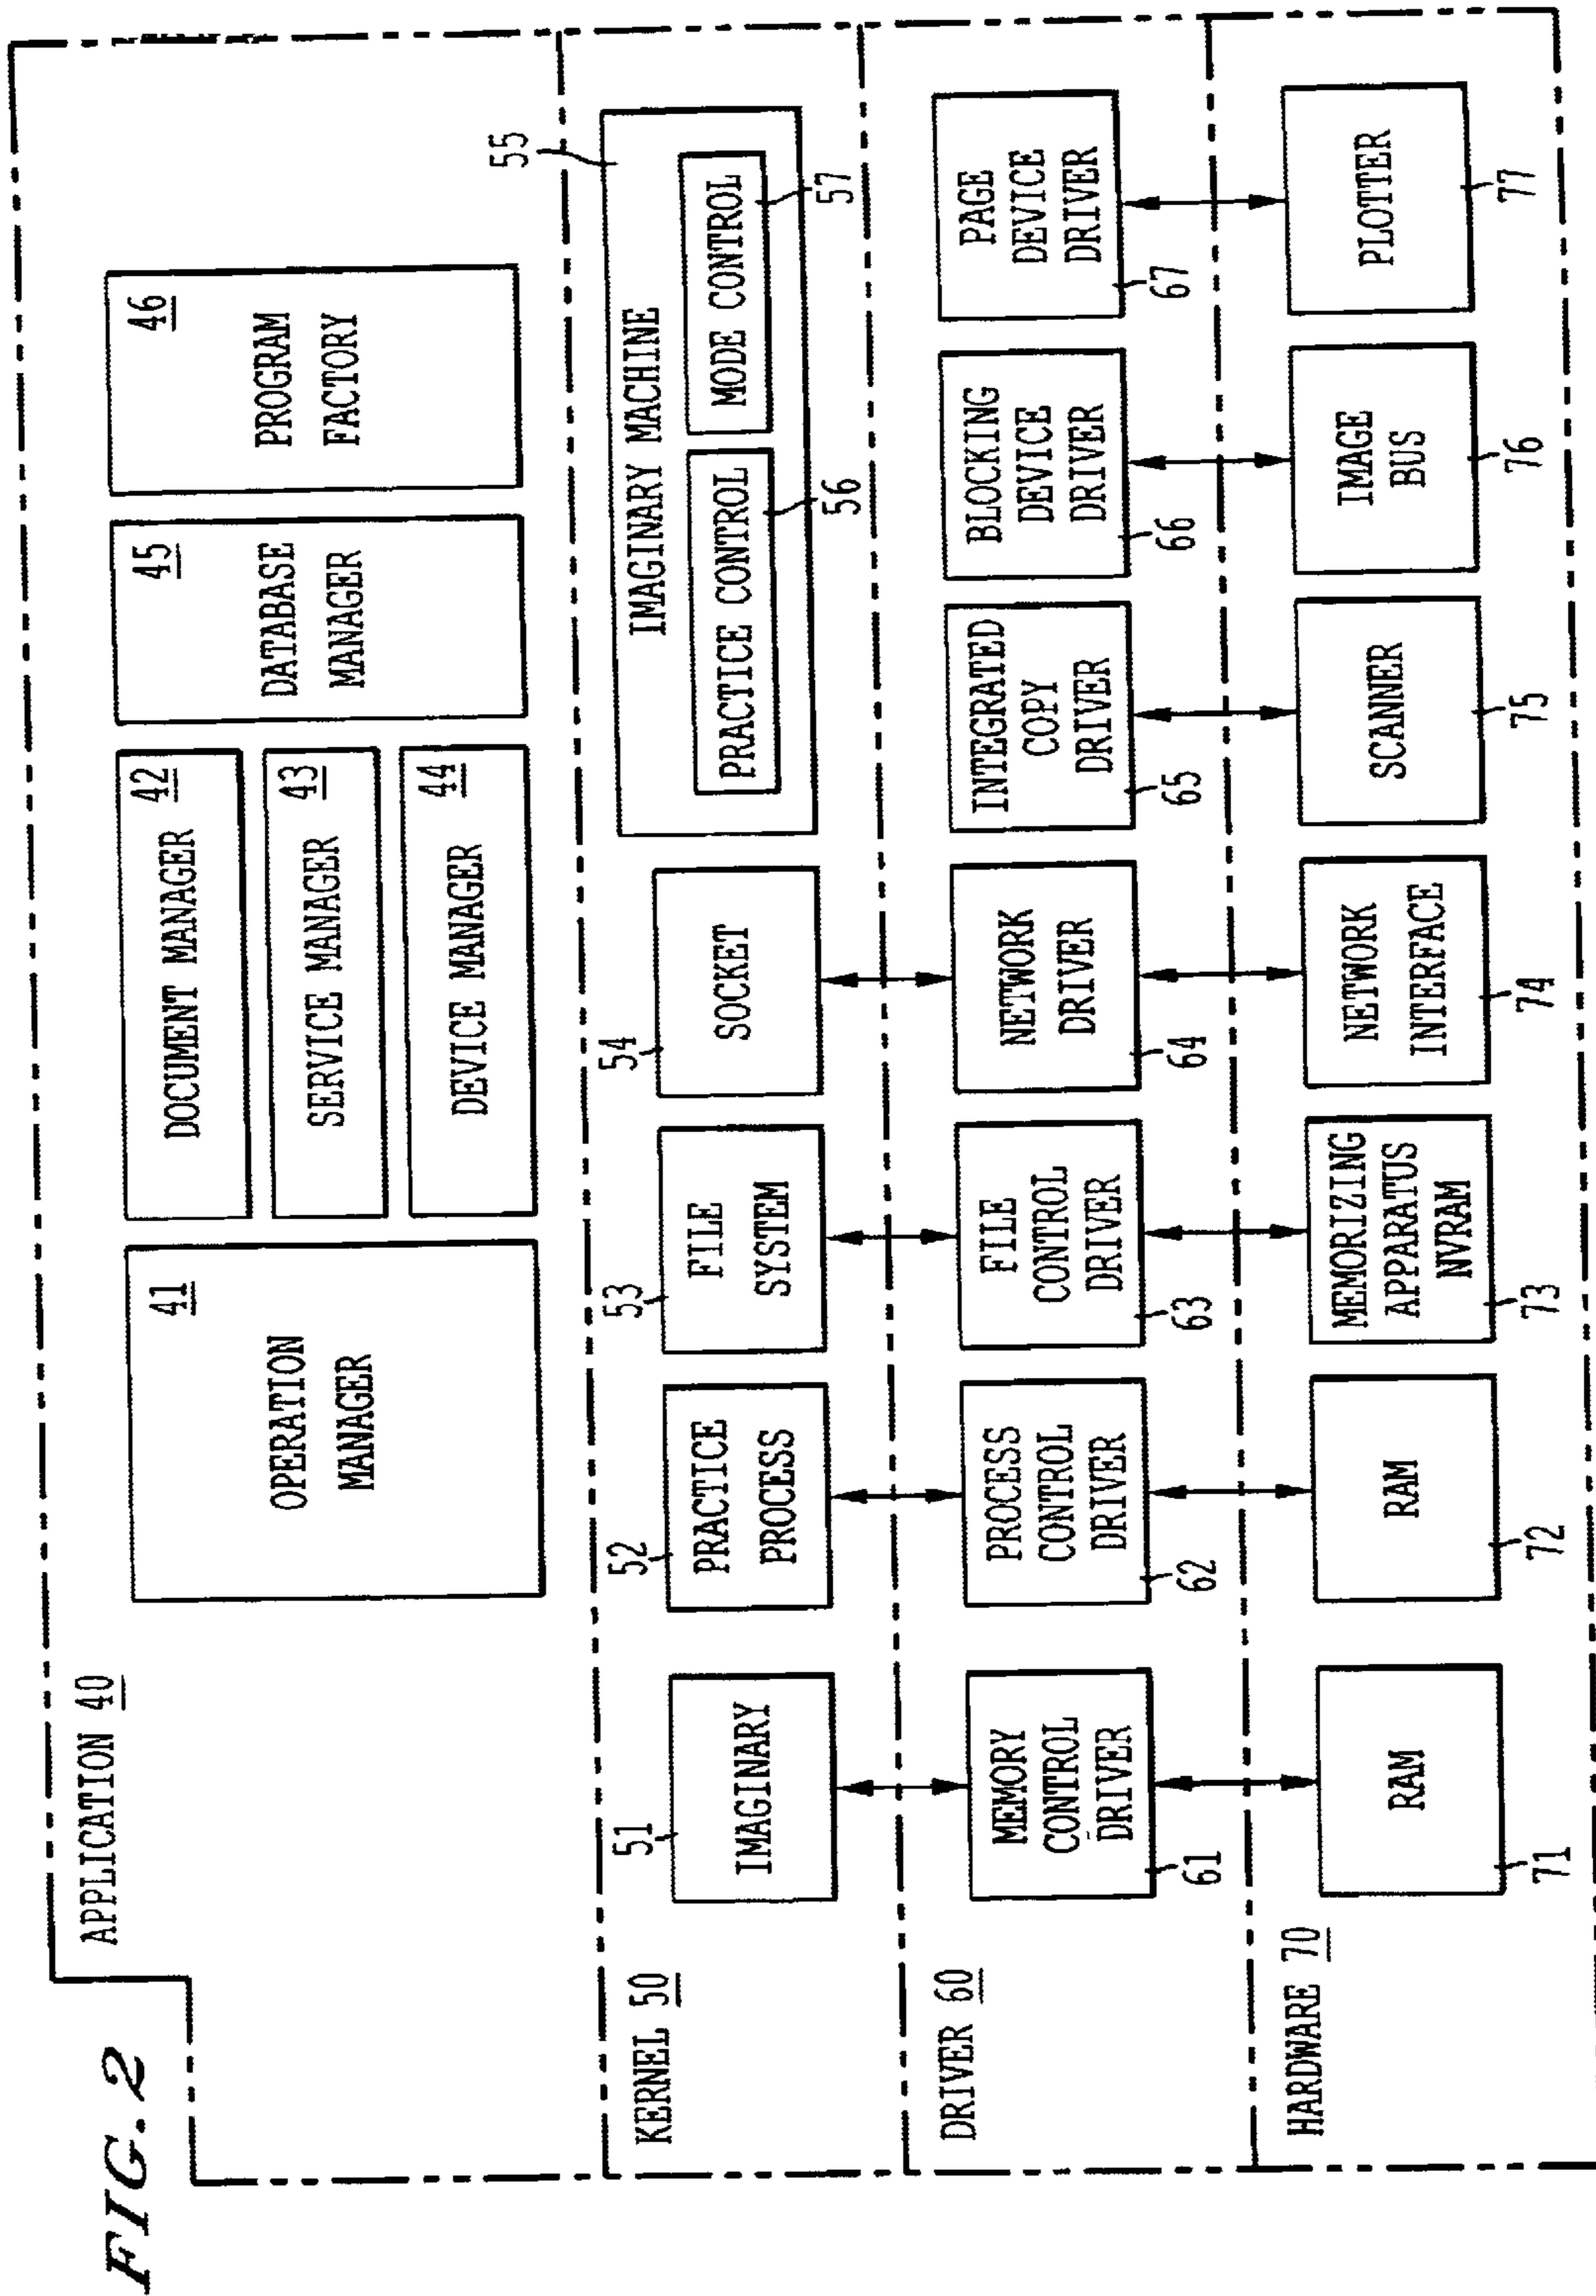 FIG. 2
APPLICATION 40
41
OPERATION
MANAGER
DOCUMENT MANAGER 42
SERVICE MANAGER 43
DEVICE MANAGER 44
45
DATABASE
MANAGER
46
PROGRAM
FACTORY
KERNEL 50
51
IMAGINARY
52
PRACTICE
PROCESS
53
FILE
SYSTEM
54
SOCKET
55
IMAGINARY MACHINE
PRACTICE CONTROL
56
MODE CONTROL
57
DRIVER 60
MEMORY
CONTROL
DRIVER
61
PROCESS
CONTROL
DRIVER
62
FILE
CONTROL
DRIVER
63
NETWORK
DRIVER
64
INTEGRATED
COPY
DRIVER
65
BLOCKING
DEVICE
DRIVER
66
PAGE
DEVICE
DRIVER
67
HARDWARE 70
RAM
71
RAM
72
MEMORIZING
APPARATUS
NVRAM
73
NETWORK
INTERFACE
74
SCANNER
75
IMAGE
BUS
76
PLOTTER
77